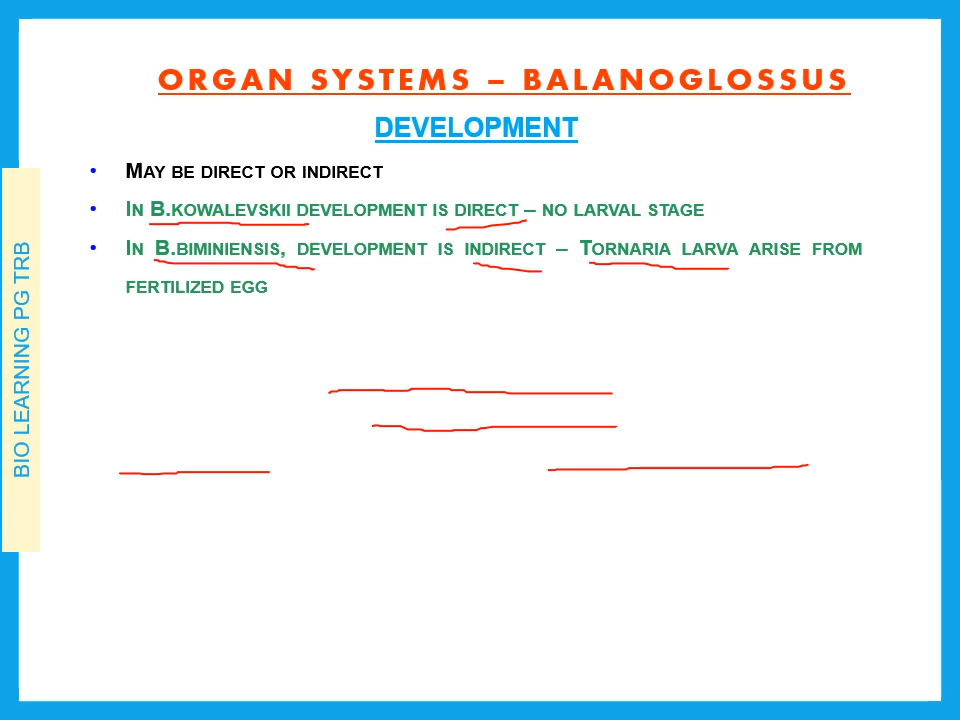 ORGAN SYSTEMS – BALANOGLOSSUS
DEVELOPMENT
• MAY BE DIRECT OR INDIRECT
• IN B.KOWALEVSKII DEVELOPMENT IS DIRECT – NO LARVAL STAGE
• IN B.BIMINIENSIS, DEVELOPMENT IS INDIRECT – TORNARIA LARVA ARISE FROM
FERTILIZED EGG
BIO LEARNING PG TRB